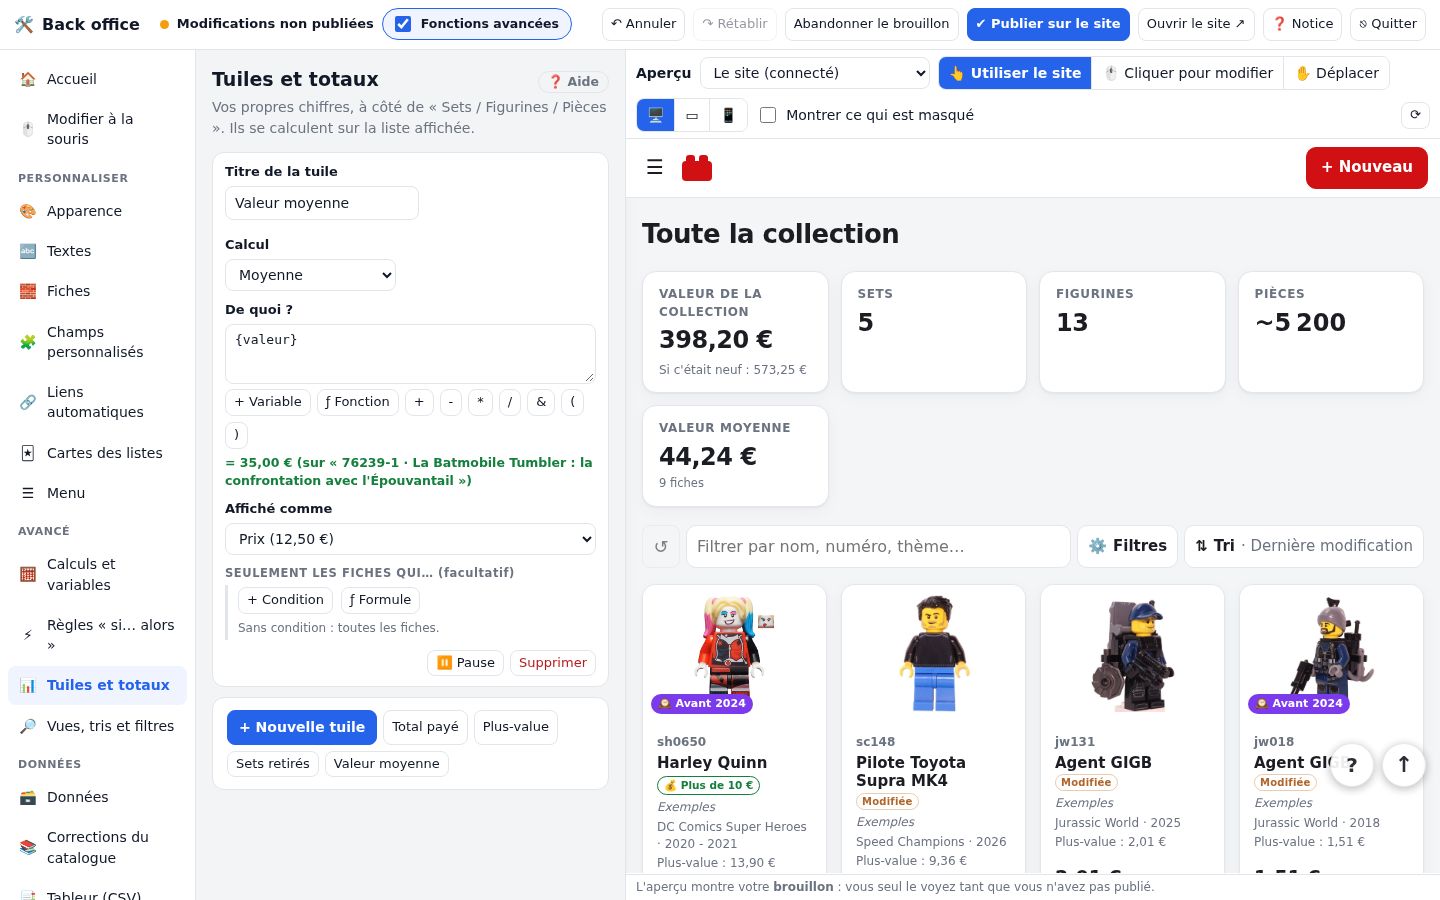 Back office
Modifications non publiées
Fonctions avancées
↶ Annuler
↷ Rétablir
Abandonner le brouillon
✔ Publier sur le site
Ouvrir le site ↗
❓ Notice
⎋ Quitter
Accueil
Modifier à la
souris
PERSONNALISER
Apparence
Textes
Fiches
Champs
personnalisés
Liens
automatiques
Cartes des listes
☰ Menu
AVANCÉ
Calculs et
variables
Règles « si… alors
»
Tuiles et totaux
Vues, tris et filtres
DONNÉES
Données
Corrections du
catalogue
Tableur (CSV)
Tuiles et totaux
❓ Aide
Vos propres chiffres, à côté de « Sets / Figurines / Pièces
». Ils se calculent sur la liste affichée.
Titre de la tuile
Valeur moyenne
Calcul
Moyenne
De quoi ?
{valeur}
+ Variable
ƒ Fonction
+
-
*
/
&
(
)
= 35,00 € (sur « 76239-1 · La Batmobile Tumbler : la
confrontation avec l'Épouvantail »)
Affiché comme
Prix (12,50 €)
SEULEMENT LES FICHES QUI… (facultatif)
+ Condition
ƒ Formule
Sans condition : toutes les fiches.
⏸ Pause
Supprimer
+ Nouvelle tuile
Total payé
Plus-value
Sets retirés
Valeur moyenne
Aperçu
Le site (connecté)
Utiliser le site
Cliquer pour modifier
Déplacer
Montrer ce qui est masqué
⟳
☰
+ Nouveau
Toute la collection
VALEUR DE LA
COLLECTION
398,20 €
Si c'était neuf : 573,25 €
SETS
5
FIGURINES
13
PIÈCES
~5 200
VALEUR MOYENNE
44,24 €
9 fiches
↺
Filtrer par nom, numéro, thème…
Filtres
⇅ Tri · Dernière modification
Avant 2024
sh0650
Harley Quinn
Plus de 10 €
Exemples
DC Comics Super Heroes
· 2020 - 2021
Plus-value : 13,90 €
sc148
Pilote Toyota
Supra MK4
Modifiée
Exemples
Speed Champions · 2026
Plus-value : 9,36 €
jw131
Agent GIGB
Modifiée
Exemples
Jurassic World · 2025
Plus-value : 2,01 €
Avant 2024
jw018
Agent
Modifiée
Exemples
Jurassic World · 2018
Plus-value : 1,51 €
?
↑
L'aperçu montre votre brouillon : vous seul le voyez tant que vous n'avez pas publié.